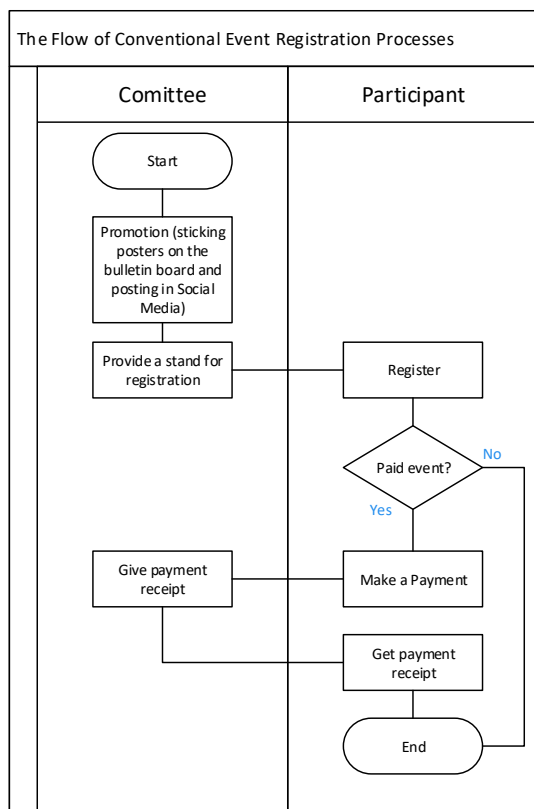 The Flow of Conventional Event Registration Processes
Comittee
Participant
Start
Promotion (sticking
posters on the
bulletin board and
posting in Social
Media)
Provide a stand for
registration
Register
Paid event?
No
Yes
Give payment
receipt
Make a Payment
Get payment
receipt
End